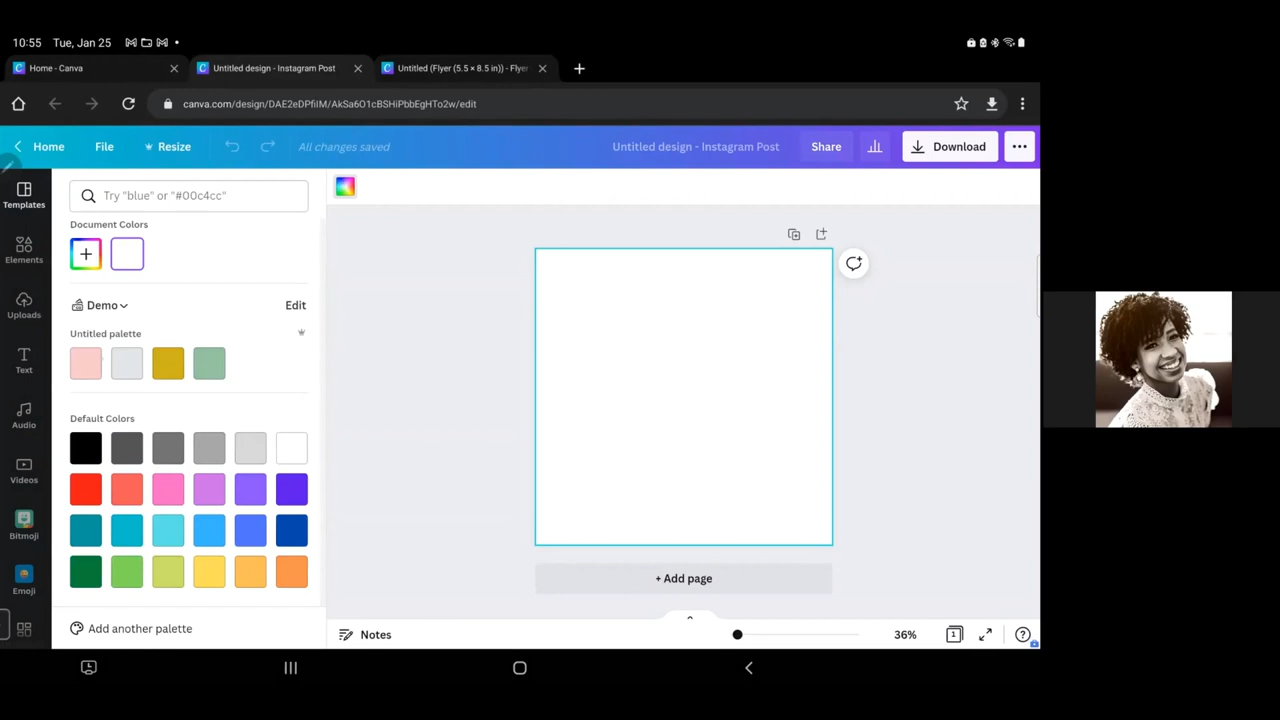 10:55 Tue, Jan 25
Home - Canva
Untitled design - Instagram Post
Untitled (Flyer (5.5 × 8.5 in)) - Flye
canva.com/design/DAE2eDPfiIM/AkSa6O1cBSHiPbbEgHTo2w/edit
Home
File
Resize
All changes saved
Untitled design - Instagram Post
Share
Download
Templates
Elements
Uploads
Text
Audio
Videos
Bitmoji
Emoji
Try "blue" or "#00c4cc"
Document Colors
Demo
Edit
Untitled palette
Default Colors
Add another palette
+ Add page
Notes
36%
1